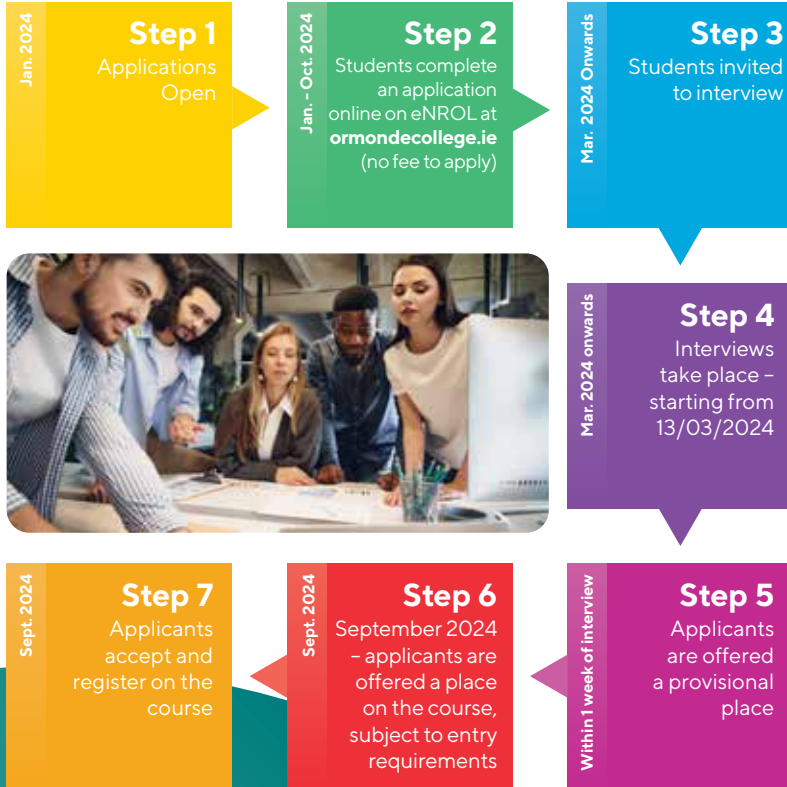 Jan. 2024
Step 1
Applications
Open
Jan. - Oct. 2024
Step 2
Students complete
an application
online on eNROL at
ormondecollege.ie
(no fee to apply)
Mar. 2024 Onwards
Step 3
Students invited
to interview
Mar. 2024 onwards
Step 4
Interviews
take place –
starting from
13/03/2024
Within 1 week of interview
Step 5
Applicants
are offered
a provisional
place
Sept. 2024
Step 6
September 2024
– applicants are
offered a place
on the course,
subject to entry
requirements
Sept. 2024
Step 7
Applicants
accept and
register on the
course